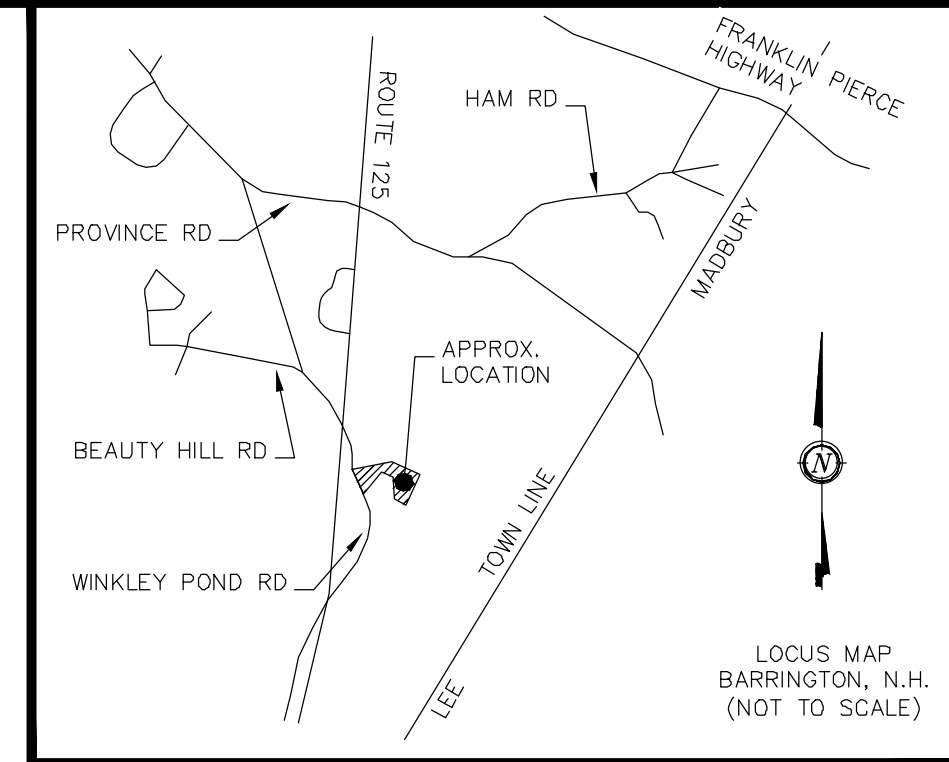 FRANKLIN PIERCE
HIGHWAY
HAM RD
ROUTE 125
PROVINCE RD
MADBURY
APPROX.
LOCATION
BEAUTY HILL RD
N
TOWN LINE
WINKLEY POND RD
LEE
LOCUS MAP
BARRINGTON, N.H.
(NOT TO SCALE)